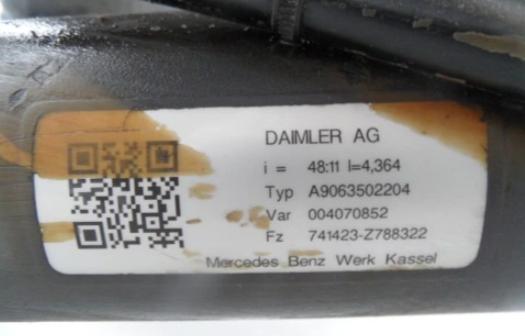 DAIMLER AG
i = 48:11 I=4,364
Typ A9063502204
Var 004070852
Fz 741423-Z788322
Mercedes Benz Werk Kassel